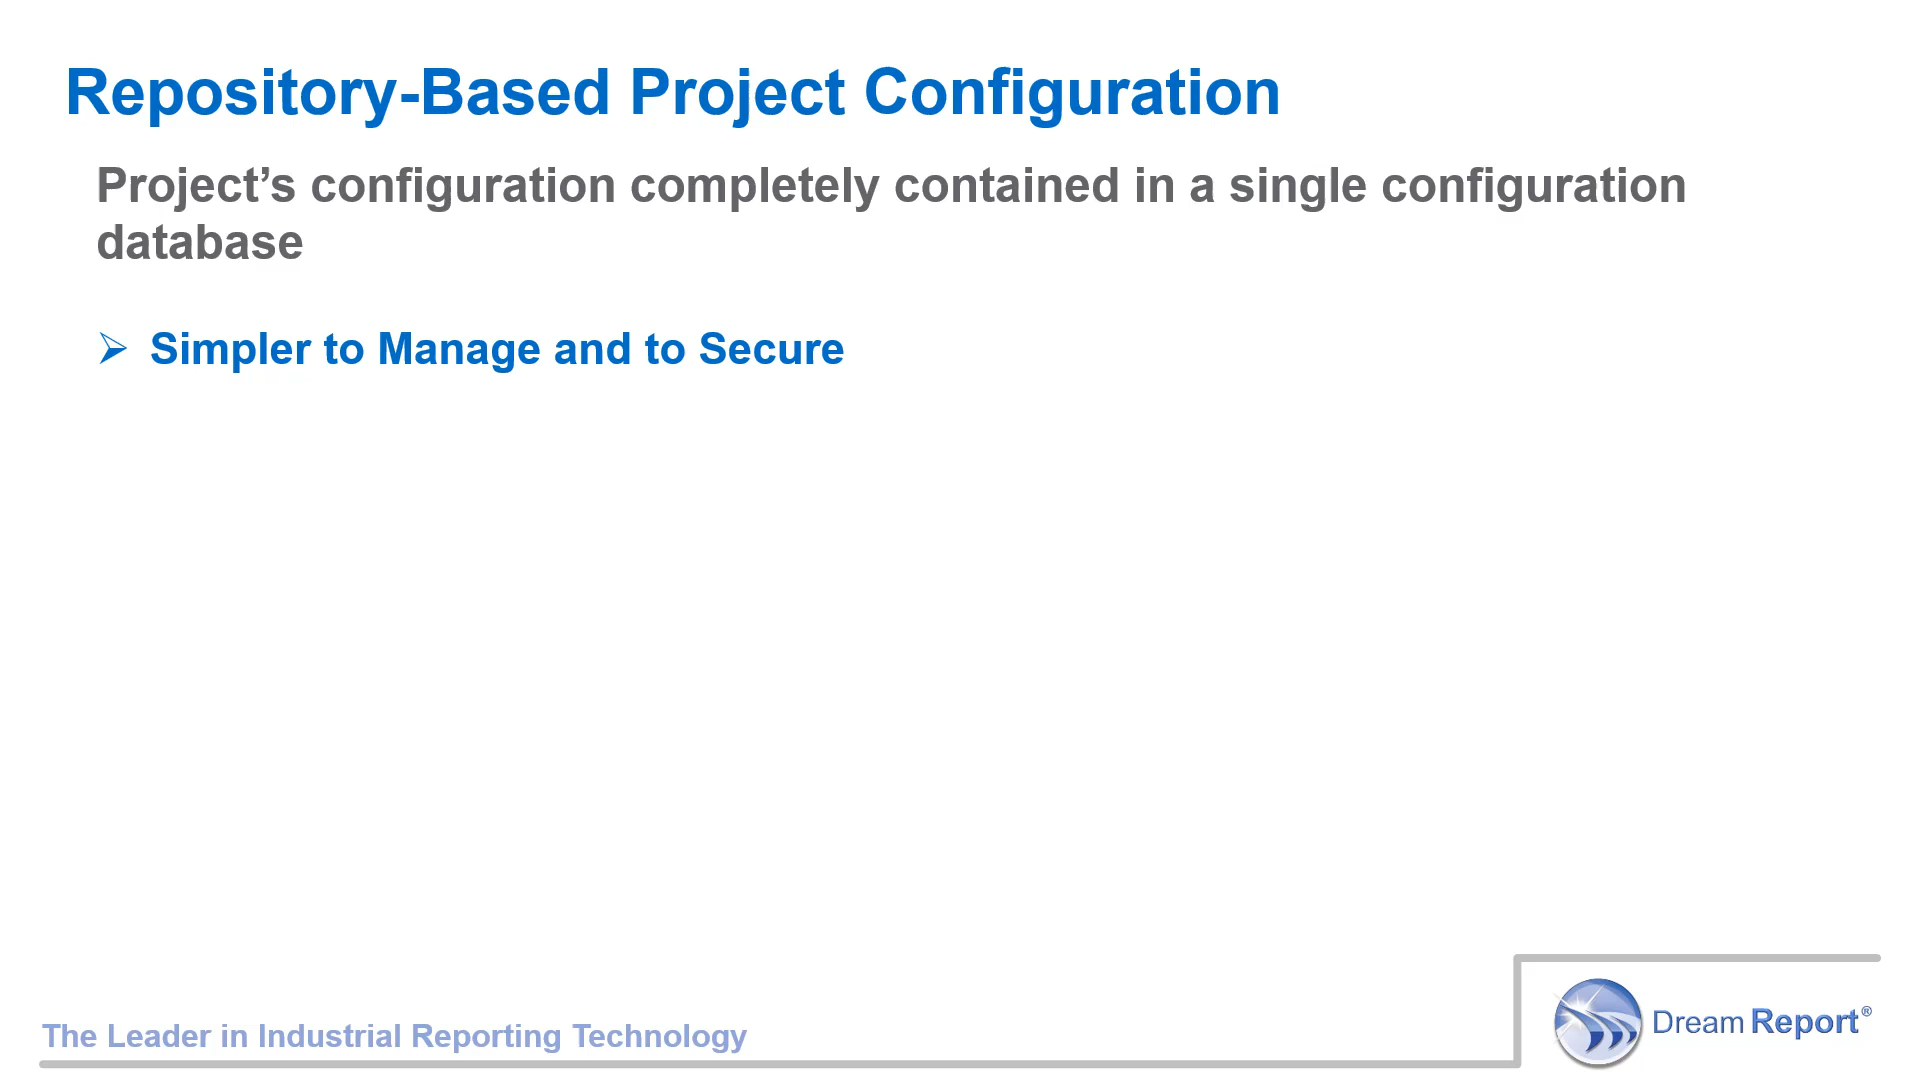 Repository-Based Project Configuration
Project’s configuration completely contained in a single configuration
database
➢ Simpler to Manage and to Secure
The Leader in Industrial Reporting Technology
Dream Report®